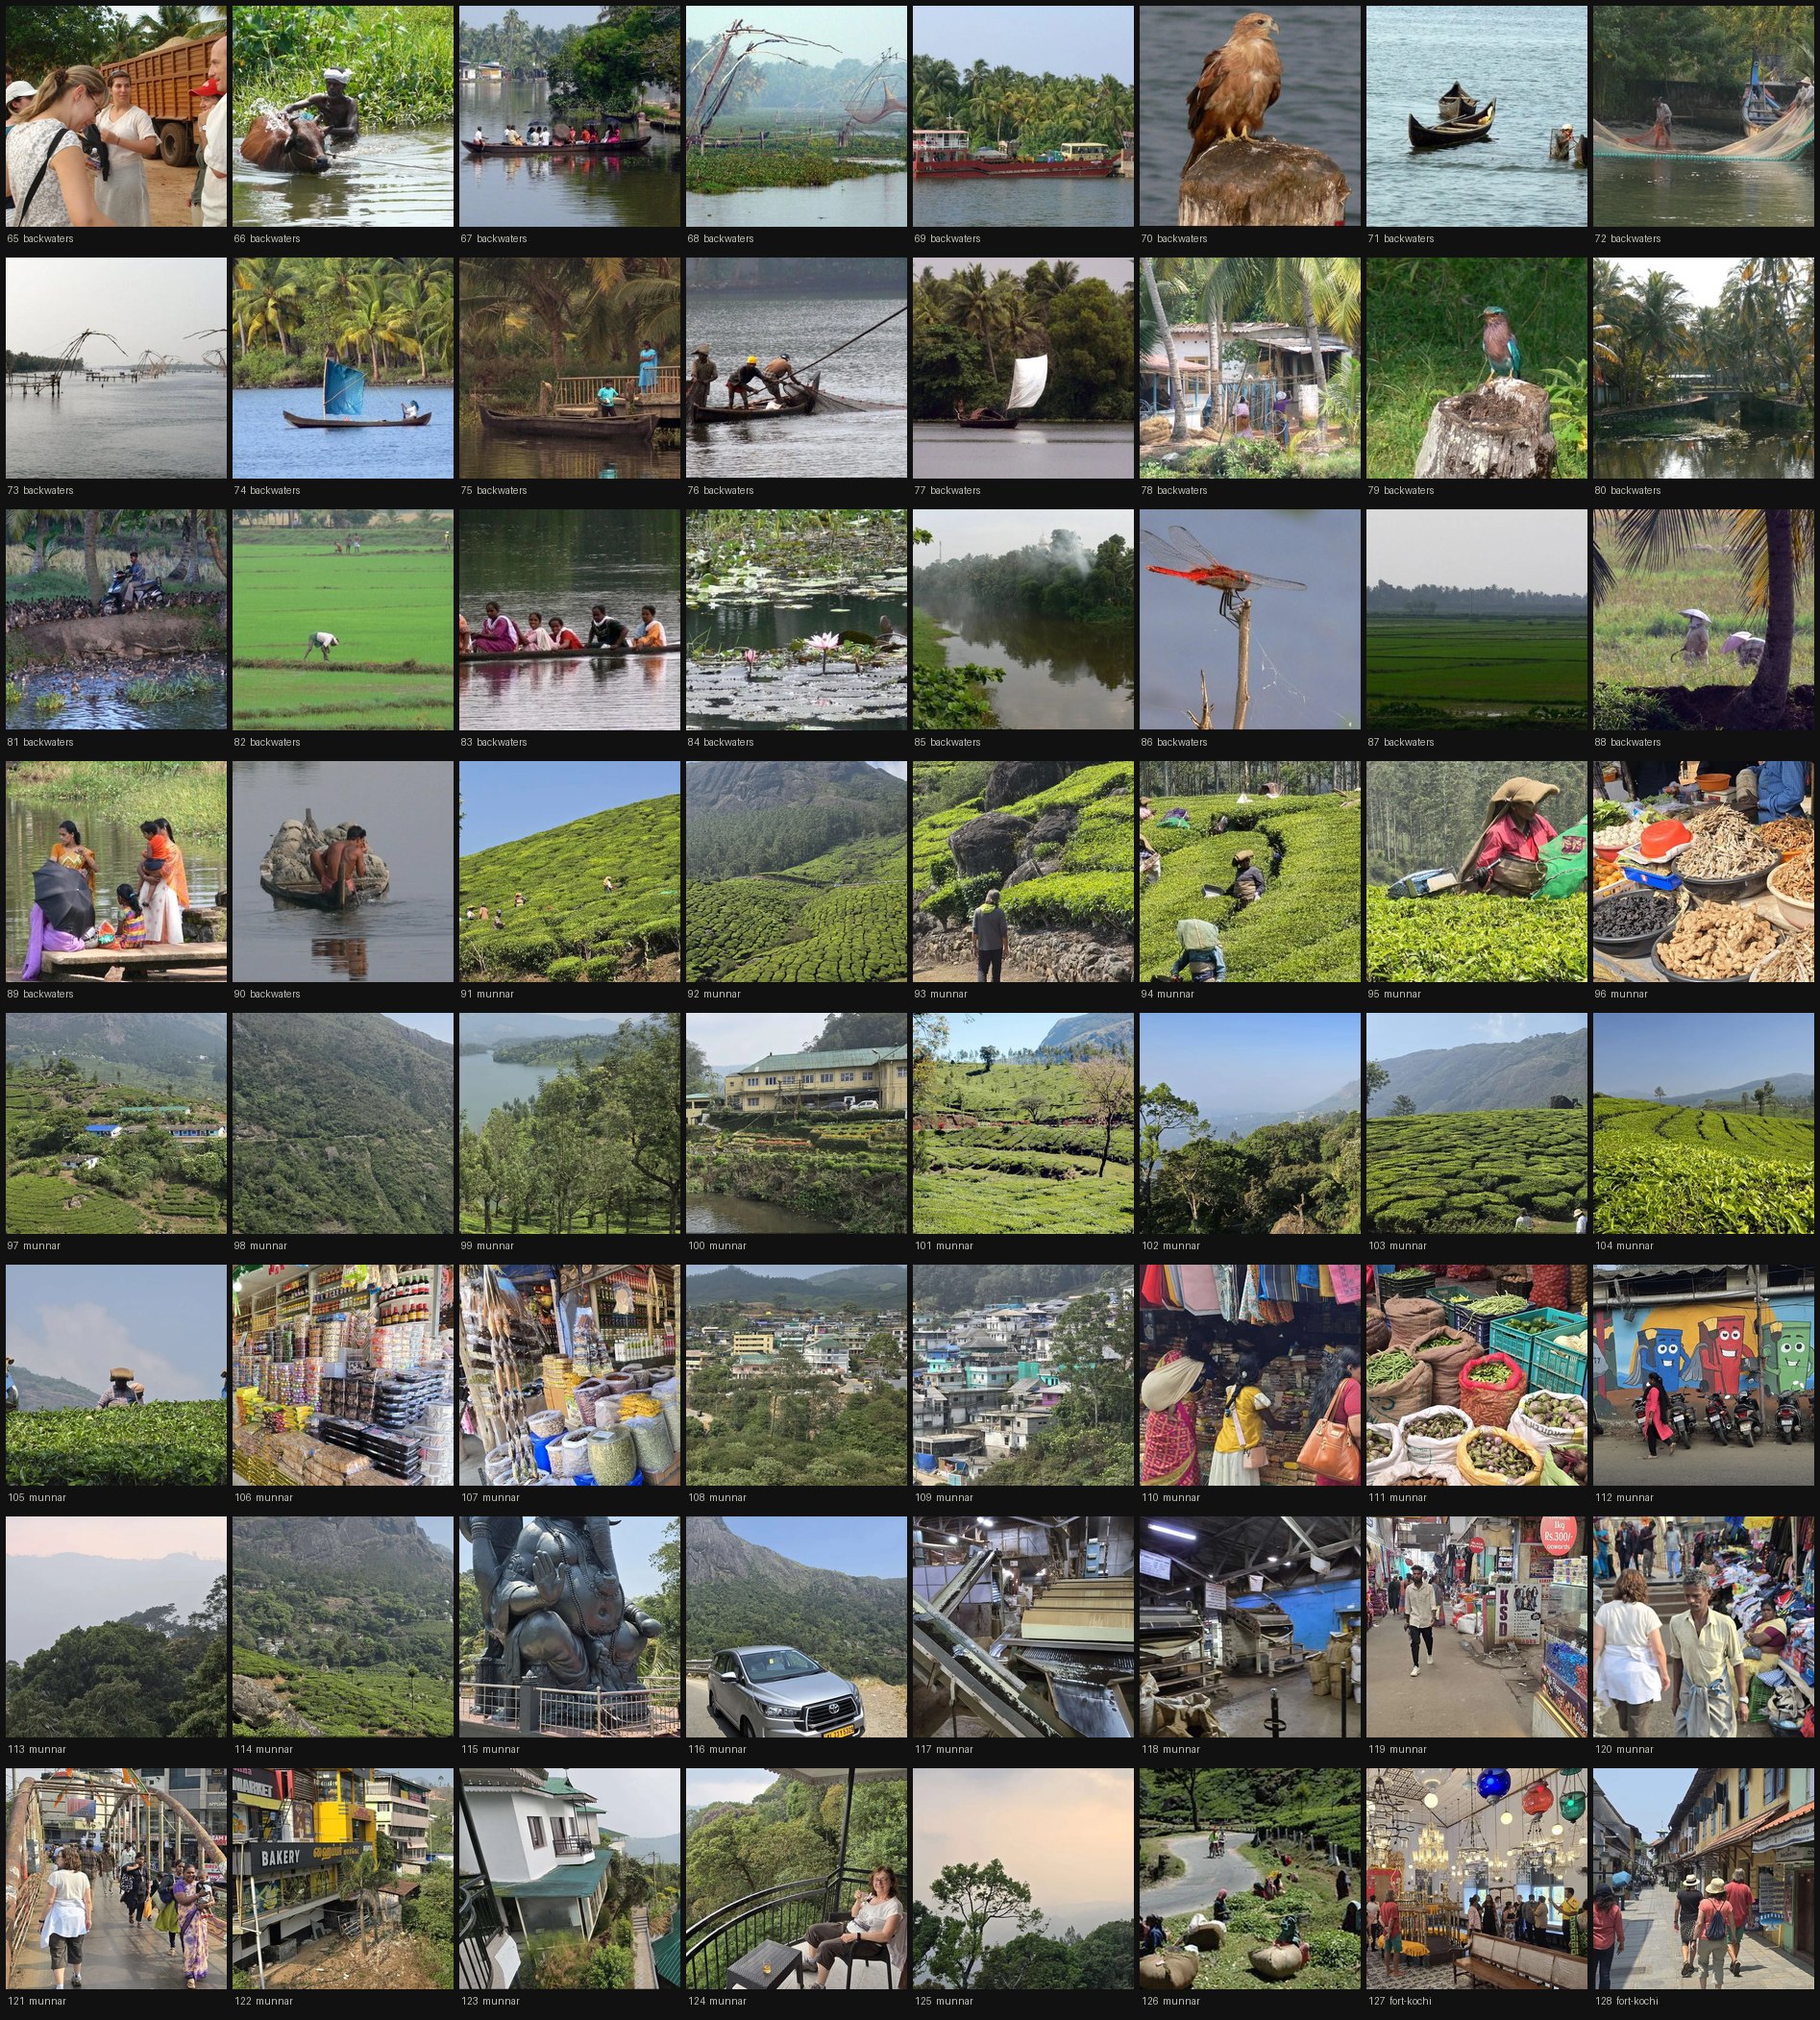 65 backwaters
66 backwaters
67 backwaters
68 backwaters
69 backwaters
70 backwaters
71 backwaters
72 backwaters
73 backwaters
74 backwaters
75 backwaters
76 backwaters
77 backwaters
78 backwaters
79 backwaters
80 backwaters
81 backwaters
82 backwaters
83 backwaters
84 backwaters
85 backwaters
86 backwaters
87 backwaters
88 backwaters
89 backwaters
90 backwaters
91 munnar
92 munnar
93 munnar
94 munnar
95 munnar
96 munnar
97 munnar
98 munnar
99 munnar
100 munnar
101 munnar
102 munnar
103 munnar
104 munnar
105 munnar
106 munnar
107 munnar
108 munnar
109 munnar
110 munnar
111 munnar
112 munnar
1kg
Rs.300/-
onwards
KSD
113 munnar
114 munnar
115 munnar
116 munnar
117 munnar
118 munnar
119 munnar
120 munnar
MARKET
BAKERY
121 munnar
122 munnar
123 munnar
124 munnar
125 munnar
126 munnar
127 fort-kochi
128 fort-kochi